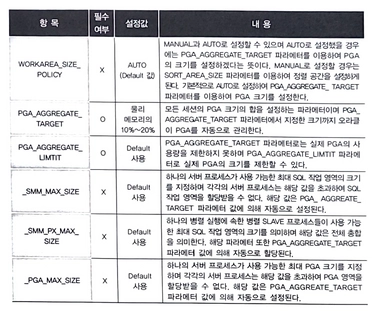 항 목
필수
여부
설정값
내 용
WORKAREA_SIZE_
POLICY
X
AUTO
(Default 값)
MANUAL과 AUTO로 설정할 수 있으며 AUTO로 설정했을 경우
에는 PGA_AGGREGATE_TARGET 파라메터를 이용하여 PGA
의 크기를 설정하겠다는 뜻이다. MANUAL로 설정할 경우는
SORT_AREA_SIZE 파라메터를 이용하여 정렬 공간을 설정하게
된다. 기본적으로 AUTO로 설정하여 PGA_AGGREGATE_TARGET
파라메터를 이용하여 PGA 크기를 설정한다.
PGA_AGGREGATE_
TARGET
O
물리
메모리의
10%~20%
모든 세션의 PGA 크기의 합을 설정하는 파라메터이며 PGA_
AGGREGATE_TARGET 파라메터에서 지정한 크기까지 오라클
이 PGA를 자동으로 관리한다.
PGA_AGGREGATE_
LIMTIT
O
Default
사용
PGA_AGGREGATE_TARGET 파라메터로는 실제 PGA의 사
용량을 제한하지 못하며 PGA_AGGREGATE_LIMIT 파라메
터로 실제 PGA의 크기를 제한할 수 있다.
_SMM_MAX_SIZE
X
Default
사용
하나의 서버 프로세스가 사용 가능한 최대 SQL 작업 영역의 크기
를 지정하며 각각의 서버 프로세스는 해당 값을 초과하여 SQL
작업 영역을 할당받을 수 없다. 해당 값은 PGA_ AGGREATE_
TARGET 파라메터 값에 의해 자동으로 설정된다.
_SMM_PX_MAX_
SIZE
X
Default
사용
하나의 병렬 실행에 속한 병렬 SLAVE 프로세스들이 사용 가능
한 최대 SQL 작업 영역의 크기를 의미하며 해당 값은 전체 총합
을 의미한다. 해당 파라메터 또한 PGA_AGGREGATE_TARGET
파라메터 값에 의해 자동으로 할당된다.
_PGA_MAX_SIZE
X
Default
사용
하나의 서버 프로세스가 사용 가능한 최대 PGA 크기를 지정
하며 각각의 서버 프로세스는 해당 값을 초과하여 PGA 영역을
할당받을 수 없다. 해당 값은 PGA_AGGREATE_TARGET
파라메터 값에 의해 자동으로 설정된다.